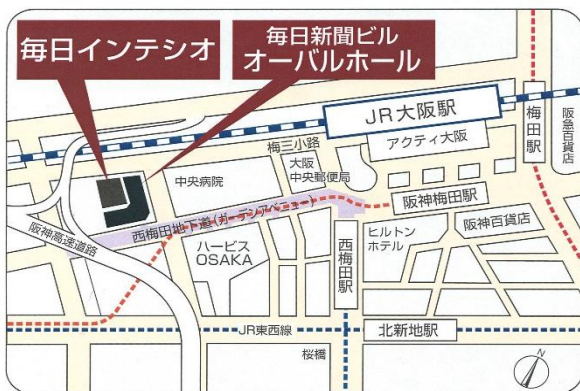 毎日インテシオ
毎日新聞ビル
オーバルホール
JR大阪駅
梅田駅
阪急百貨店
梅三小路
アクティ大阪
大阪
中央郵便局
中央病院
西梅田地下道(ガーデンアベニュー)
阪神梅田駅
阪神高速道路
ハービス
OSAKA
西梅田駅
ヒルトン
ホテル
阪神百貨店
JR東西線
北新地駅
桜橋
N